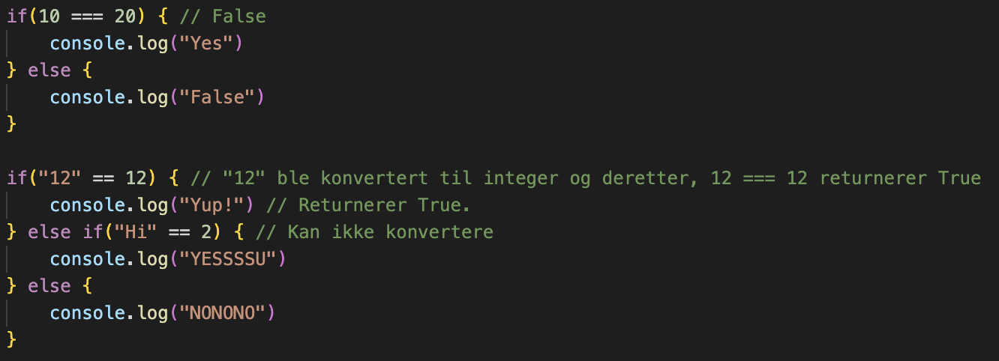 if(10 === 20) { // False
    console.log("Yes")
} else {
    console.log("False")
}

if("12" == 12) { // "12" ble konvertert til integer og deretter, 12 === 12 returnerer True
    console.log("Yup!") // Returnerer True.
} else if("Hi" == 2) { // Kan ikke konvertere
    console.log("YESSSSU")
} else {
    console.log("NONONO")
}